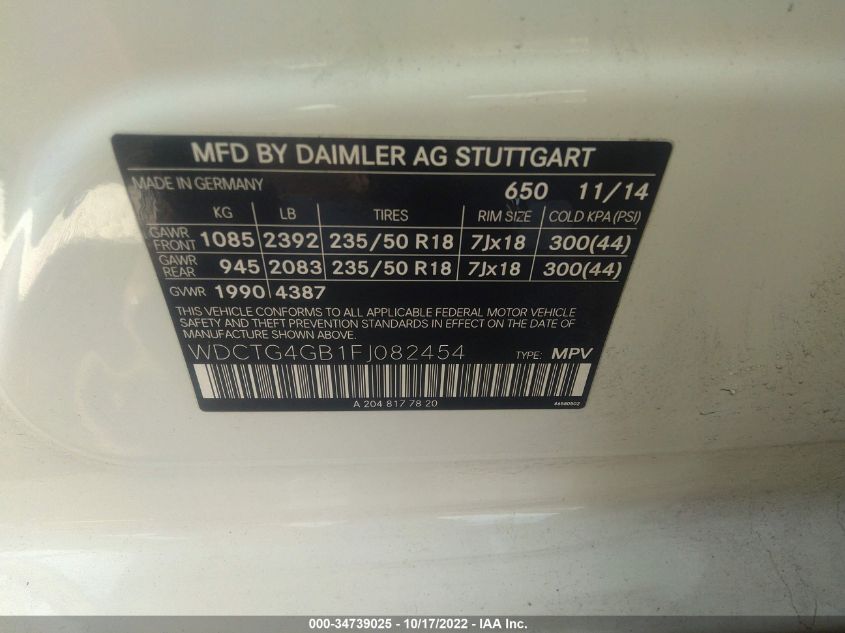 MFD BY DAIMLER AG STUTTGART
MADE IN GERMANY 650 11/14
KG LB TIRES RIM SIZE COLD KPA (PSI)
GAWR FRONT 1085 2392 235/50 R18 7Jx18 300(44)
GAWR REAR 945 2083 235/50 R18 7Jx18 300(44)
GVWR 1990 4387
THIS VEHICLE CONFORMS TO ALL APPLICABLE FEDERAL MOTOR VEHICLE
SAFETY AND THEFT PREVENTION STANDARDS IN EFFECT ON THE DATE OF
MANUFACTURE SHOWN ABOVE.
WDCTG4GB1FJ082454 TYPE: MPV
A 204 817 78 20
000-34739025 - 10/17/2022 - IAA Inc.